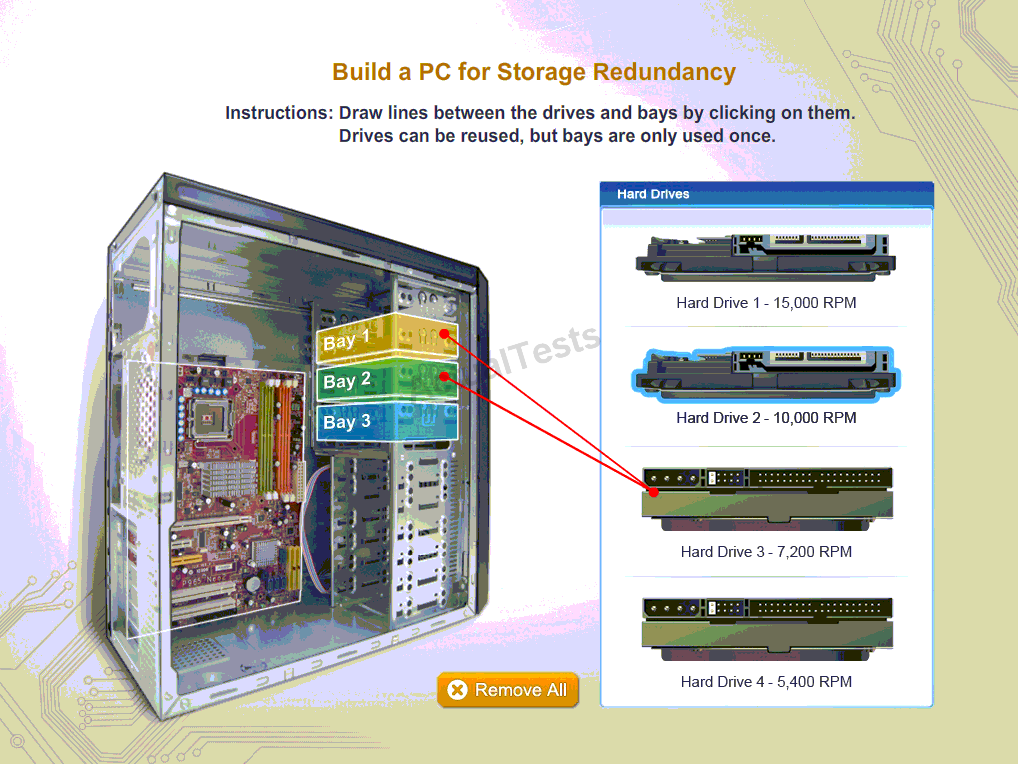 Build a PC for Storage Redundancy
Instructions: Draw lines between the drives and bays by clicking on them.
Drives can be reused, but bays are only used once.
Hard Drives
Hard Drive 1 - 15,000 RPM
Bay 1
alTests
Bay 2
Hard Drive 2 - 10,000 RPM
Bay 3
Hard Drive 3 - 7,200 RPM
P965 Neo
Hard Drive 4 - 5,400 RPM
Remove All